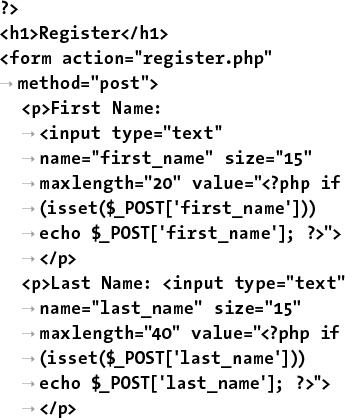 ?>
<h1>Register</h1>
<form action="register.php"
→ method="post">
<p>First Name:
→ <input type="text"
→ name="first_name" size="15"
→ maxlength="20" value="<?php if
→ (isset($_POST['first_name']))
→ echo $_POST['first_name']; ?>">
→ </p>
<p>Last Name: <input type="text"
→ name="last_name" size="15"
→ maxlength="40" value="<?php if
→ (isset($_POST['last_name']))
→ echo $_POST['last_name']; ?>">
→ </p>